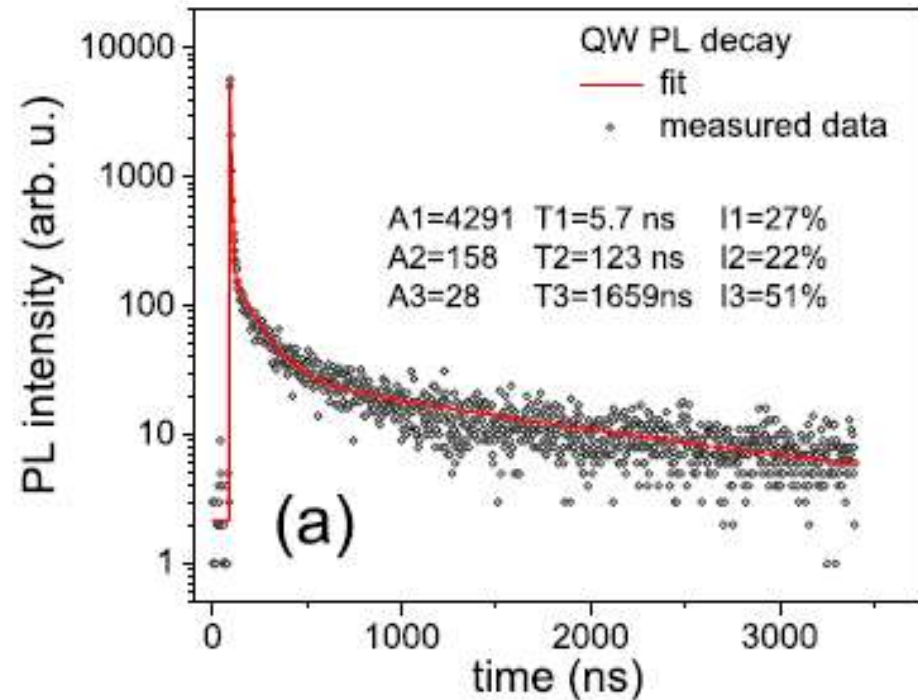 QW PL decay
fit
measured data
A1=4291 T1=5.7 ns I1=27%
A2=158 T2=123 ns I2=22%
A3=28 T3=1659ns I3=51%
(a)
PL intensity (arb. u.)
10000
1000
100
10
1
0 1000 2000 3000
time (ns)